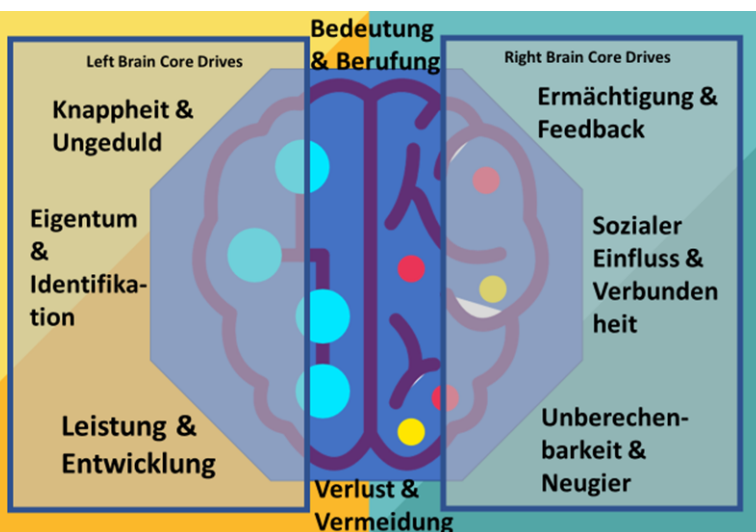 Bedeutung
& Berufung
Left Brain Core Drives
Knappheit &
Ungeduld
Eigentum
&
Identifika-
tion
Leistung &
Entwicklung
Right Brain Core Drives
Ermächtigung &
Feedback
Sozialer
Einfluss &
Verbunden
heit
Unberechen-
barkeit &
Neugier
Verlust &
Vermeidung